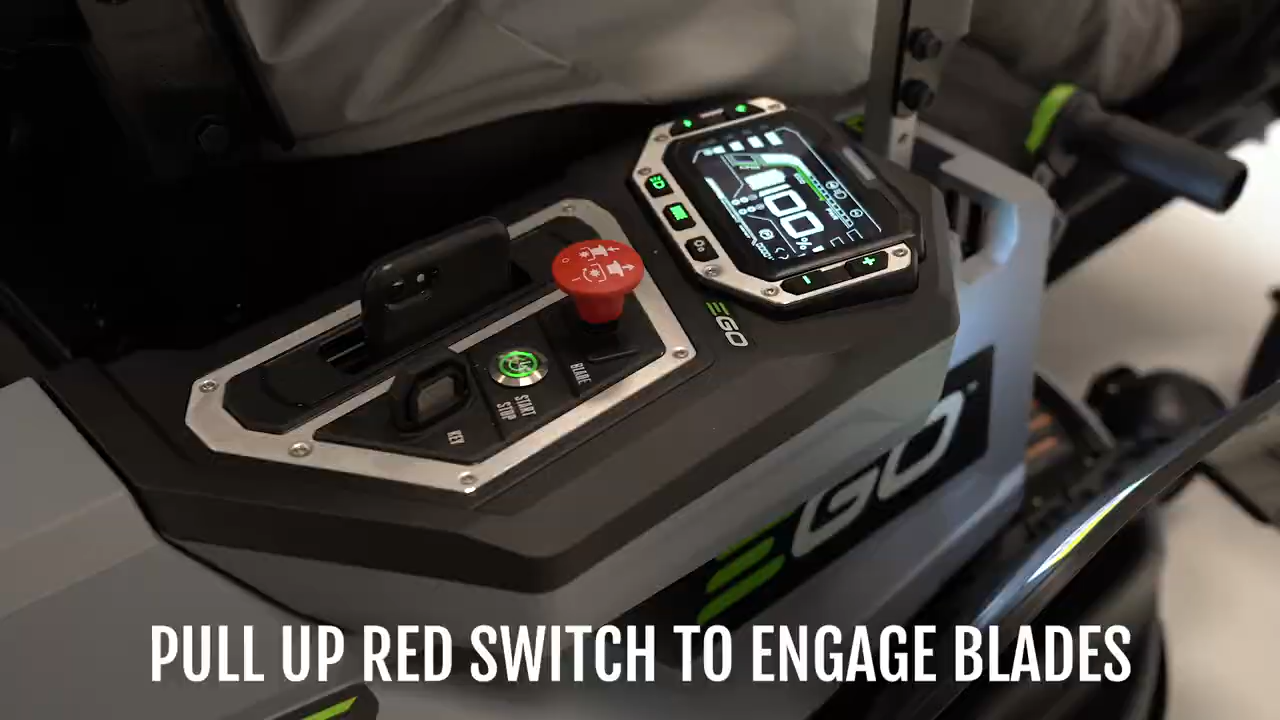 100%
EGO
BLADE
START
STOP
KEY
EGO
PULL UP RED SWITCH TO ENGAGE BLADES